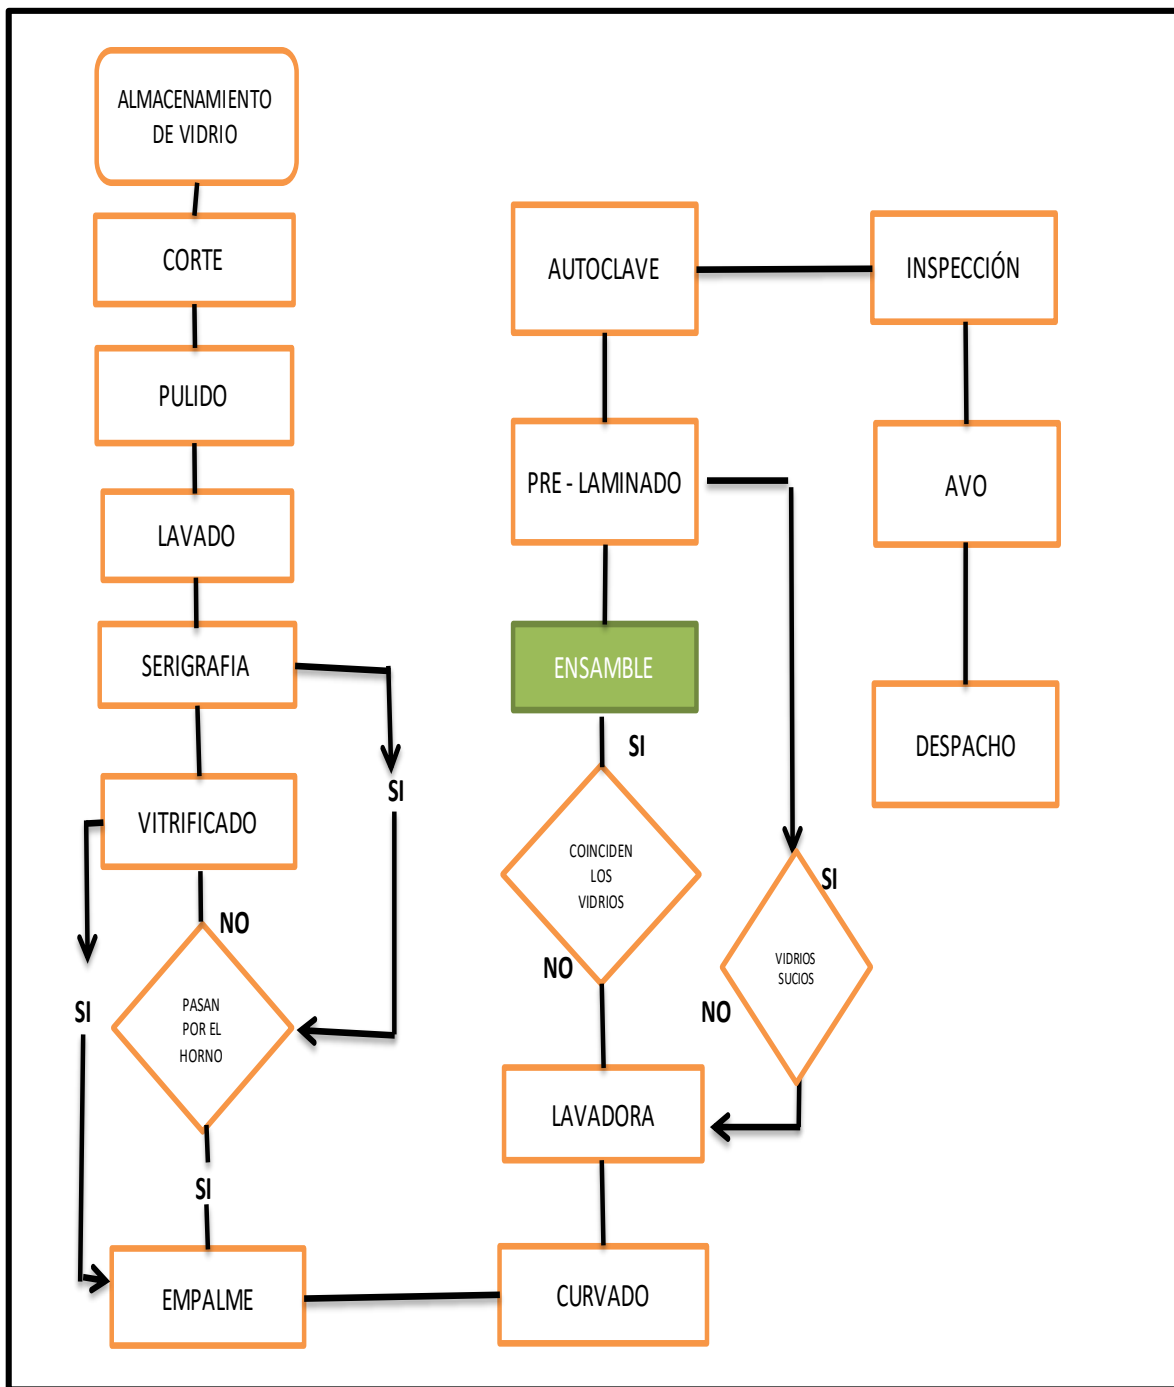 ALMACENAMIENTO
DE VIDRIO
CORTE
PULIDO
LAVADO
SERIGRAFIA
SI
VITRIFICADO
NO
SI
PASAN
POR EL
HORNO
SI
EMPALME
CURVADO
LAVADORA
NO
COINCIDEN
LOS
VIDRIOS
SI
ENSAMBLE
PRE - LAMINADO
SI
VIDRIOS
SUCIOS
NO
AUTOCLAVE
INSPECCIÓN
AVO
DESPACHO